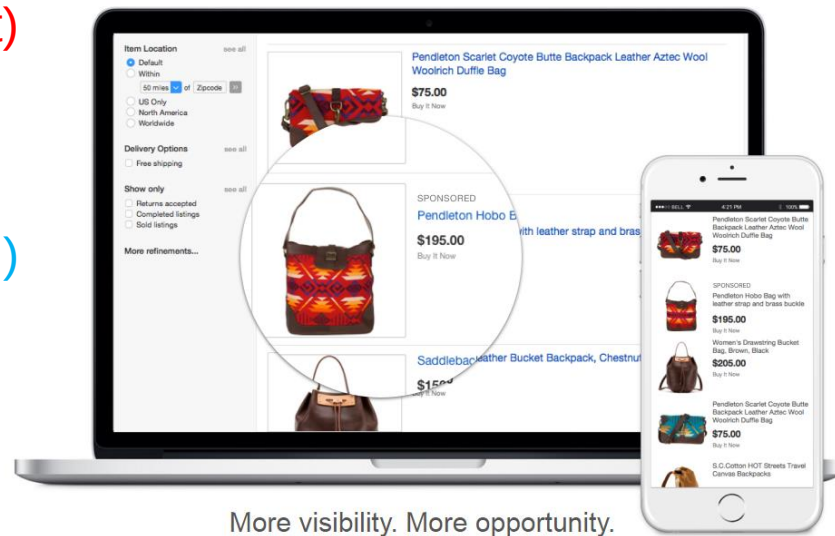 t)
)
Item Location see all
Default
Within
50 miles of Zipcode
US Only
North America
Worldwide
Delivery Options see all
Free shipping
Show only see all
Returns accepted
Completed listings
Sold listings
More refinements...
Pendleton Scarlet Coyote Butte Backpack Leather Aztec Wool
Woolrich Duffle Bag
$75.00
Buy It Now
SPONSORED
Pendleton Hobo B
with leather strap and bras
$195.00
Buy It Now
Saddleba
eather Bucket Backpack, Chestnu
Buy It Now
BELL 4:21 PM 100%
Pendleton Scarlet Coyote Butte
Backpack Leather Aztec Wool
Woolrich Duffle Bag
$75.00
Buy It Now
SPONSORED
Pendleton Hobo Bag with
leather strap and brass buckle
$195.00
Buy It Now
Women's Drawstring Bucket
Bag, Brown, Black
$205.00
Buy It Now
Pendleton Scarlet Coyote Butte
Backpack Leather Aztec Wool
Woolrich Duffle Bag
$75.00
Buy It Now
S.C.Cotton HOT Streets Travel
Canvas Backpacks
More visibility. More opportunity.